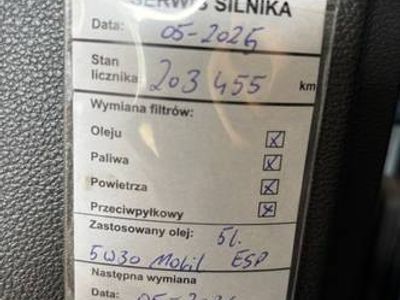 SERWIS SILNIKA
Data: 05-2025
Stan
licznika: 203 455 km
Wymiana filtrów:
Oleju
Paliwa
Powietrza
Przeciwpyłkowy
Zastosowany olej: 5l.
5W30 Mobil ESP
Następna wymiana
Data: